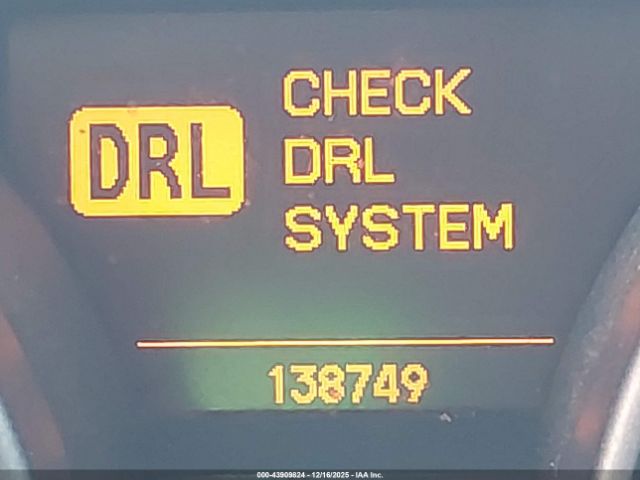 DRL
CHECK
DRL
SYSTEM
138749
000-43909824 - 12/16/2025 - IAA Inc.